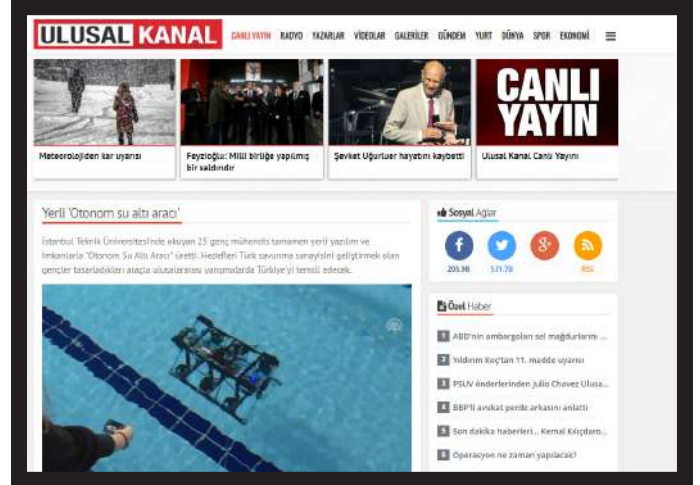 ULUSAL KANAL
CANLI YAYIN RADYO YAZARLAR VİDEOLAR GALERİLER GÜNDEM YURT DÜNYA SPOR EKONOMİ
CANLI
YAYIN
Meteorolojiden kar uyarısı
Feyzioğlu: Milli birliğe yapılmış
bir saldırıdır
Şevket Uğurluer hayatını kaybetti
Ulusal Kanal Canlı Yayını
Yerli 'Otonom su altı aracı'
İstanbul Teknik Üniversitesi'nde okuyan 25 genç mühendis tamamen yerli yazılım ve
imkanlarla "Otonom Su Altı Aracı" üretti. Hedefleri Türk savunma sanayisini geliştirmek olan
gençler tasarladıkları araçla uluslararası yarışmalarda Türkiye'yi temsil edecek.
Sosyal Ağlar
205.9B 531.7B RSS
Özel Haber
1 ABD'nin ambargoları sel mağdurlarını ...
2 Yıldırım Koç'tan 11. madde uyarısı
3 PSUV önderlerinden Julio Chavez Ulusa...
4 BBP'li avukat perde arkasını anlattı
5 Son dakika haberleri... Kemal Kılıçdaro...
6 Operasyon ne zaman yapılacak?